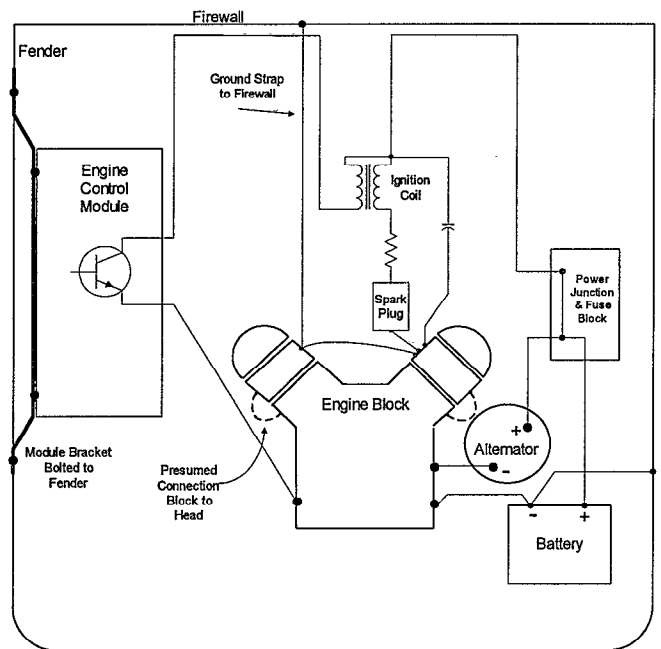 Firewall
Fender
Ground Strap
to Firewall
Engine
Control
Module
Ignition
Coil
Spark
Plug
Power
Junction
& Fuse
Block
Engine Block
+
Alternator
-
Module Bracket
Bolted to
Fender
Presumed
Connection
Block to
Head
- +
Battery